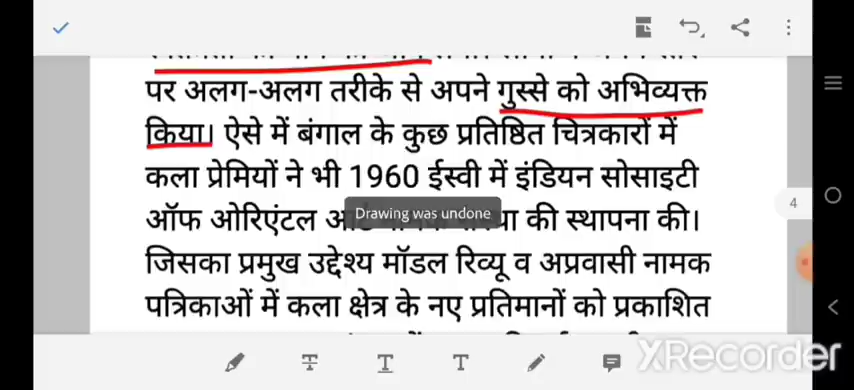 पर अलग-अलग तरीके से अपने गुस्से को अभिव्यक्त
किया। ऐसे में बंगाल के कुछ प्रतिष्ठित चित्रकारों में
कला प्रेमियों ने भी 1960 ईस्वी में इंडियन सोसाइटी
4
ऑफ ओरिएंटल की स्थापना की।
Drawing was undone
जिसका प्रमुख उद्देश्य मॉडल रिव्यू व अप्रवासी नामक
पत्रिकाओं में कला क्षेत्र के नए प्रतिमानों को प्रकाशित
T T T
XRecorder